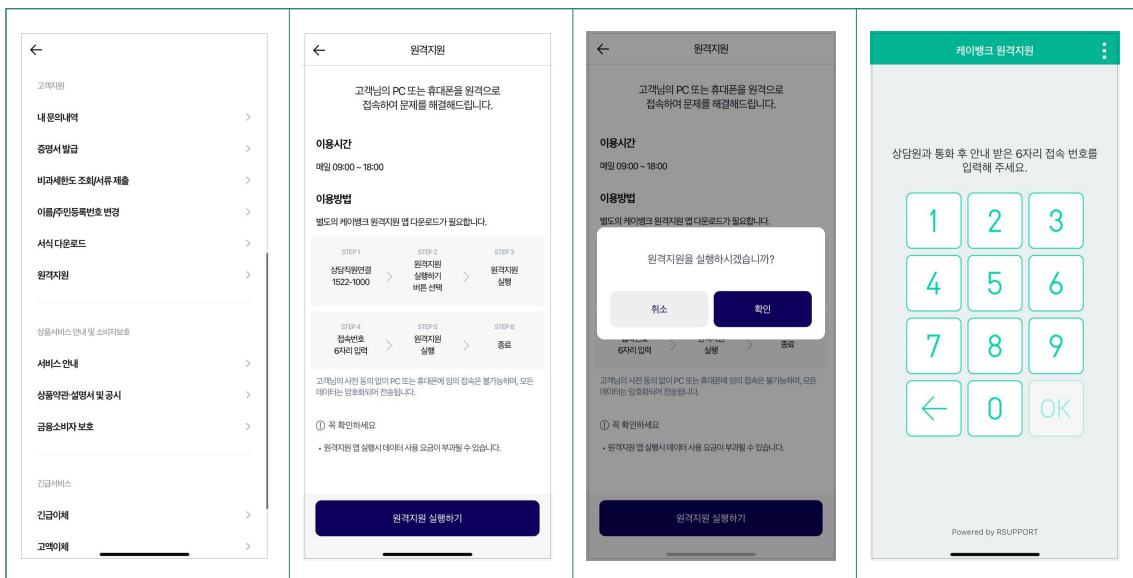 고객지원
내 문의내역
증명서 발급
비과세한도 조회/서류 제출
이름/주민등록번호 변경
서식 다운로드
원격지원
상품서비스 안내 및 소비자보호
서비스 안내
상품약관·설명서 및 공시
금융소비자 보호
긴급서비스
긴급이체
고액이체
원격지원
고객님의 PC 또는 휴대폰을 원격으로
접속하여 문제를 해결해드립니다.
이용시간
매일 09:00 ~ 18:00
이용방법
별도의 케이뱅크 원격지원 앱 다운로드가 필요합니다.
STEP 1 STEP 2 STEP 3
상담직원연결 1522-1000 > 원격지원 실행하기 버튼 선택 > 원격지원 실행
STEP 4 STEP 5 STEP 6
접속번호 6자리 입력 > 원격지원 실행 > 종료
고객님의 사전 동의 없이 PC 또는 휴대폰에 임의 접속은 불가능하며, 모든
데이터는 암호화되어 전송됩니다.
꼭 확인하세요
• 원격지원 앱 실행시 데이터 사용 요금이 부과될 수 있습니다.
원격지원 실행하기
원격지원
고객님의 PC 또는 휴대폰을 원격으로
접속하여 문제를 해결해드립니다.
이용시간
매일 09:00 ~ 18:00
이용방법
별도의 케이뱅크 원격지원 앱 다운로드가 필요합니다.
원격지원을 실행하시겠습니까?
취소 확인
6자리 입력 > 실행 > 종료
고객님의 사전 동의 없이 PC 또는 휴대폰에 임의 접속은 불가능하며, 모든
데이터는 암호화되어 전송됩니다.
꼭 확인하세요
• 원격지원 앱 실행시 데이터 사용 요금이 부과될 수 있습니다.
원격지원 실행하기
케이뱅크 원격지원
상담원과 통화 후 안내 받은 6자리 접속 번호를
입력해 주세요.
1 2 3
4 5 6
7 8 9
← 0 OK
Powered by RSUPPORT